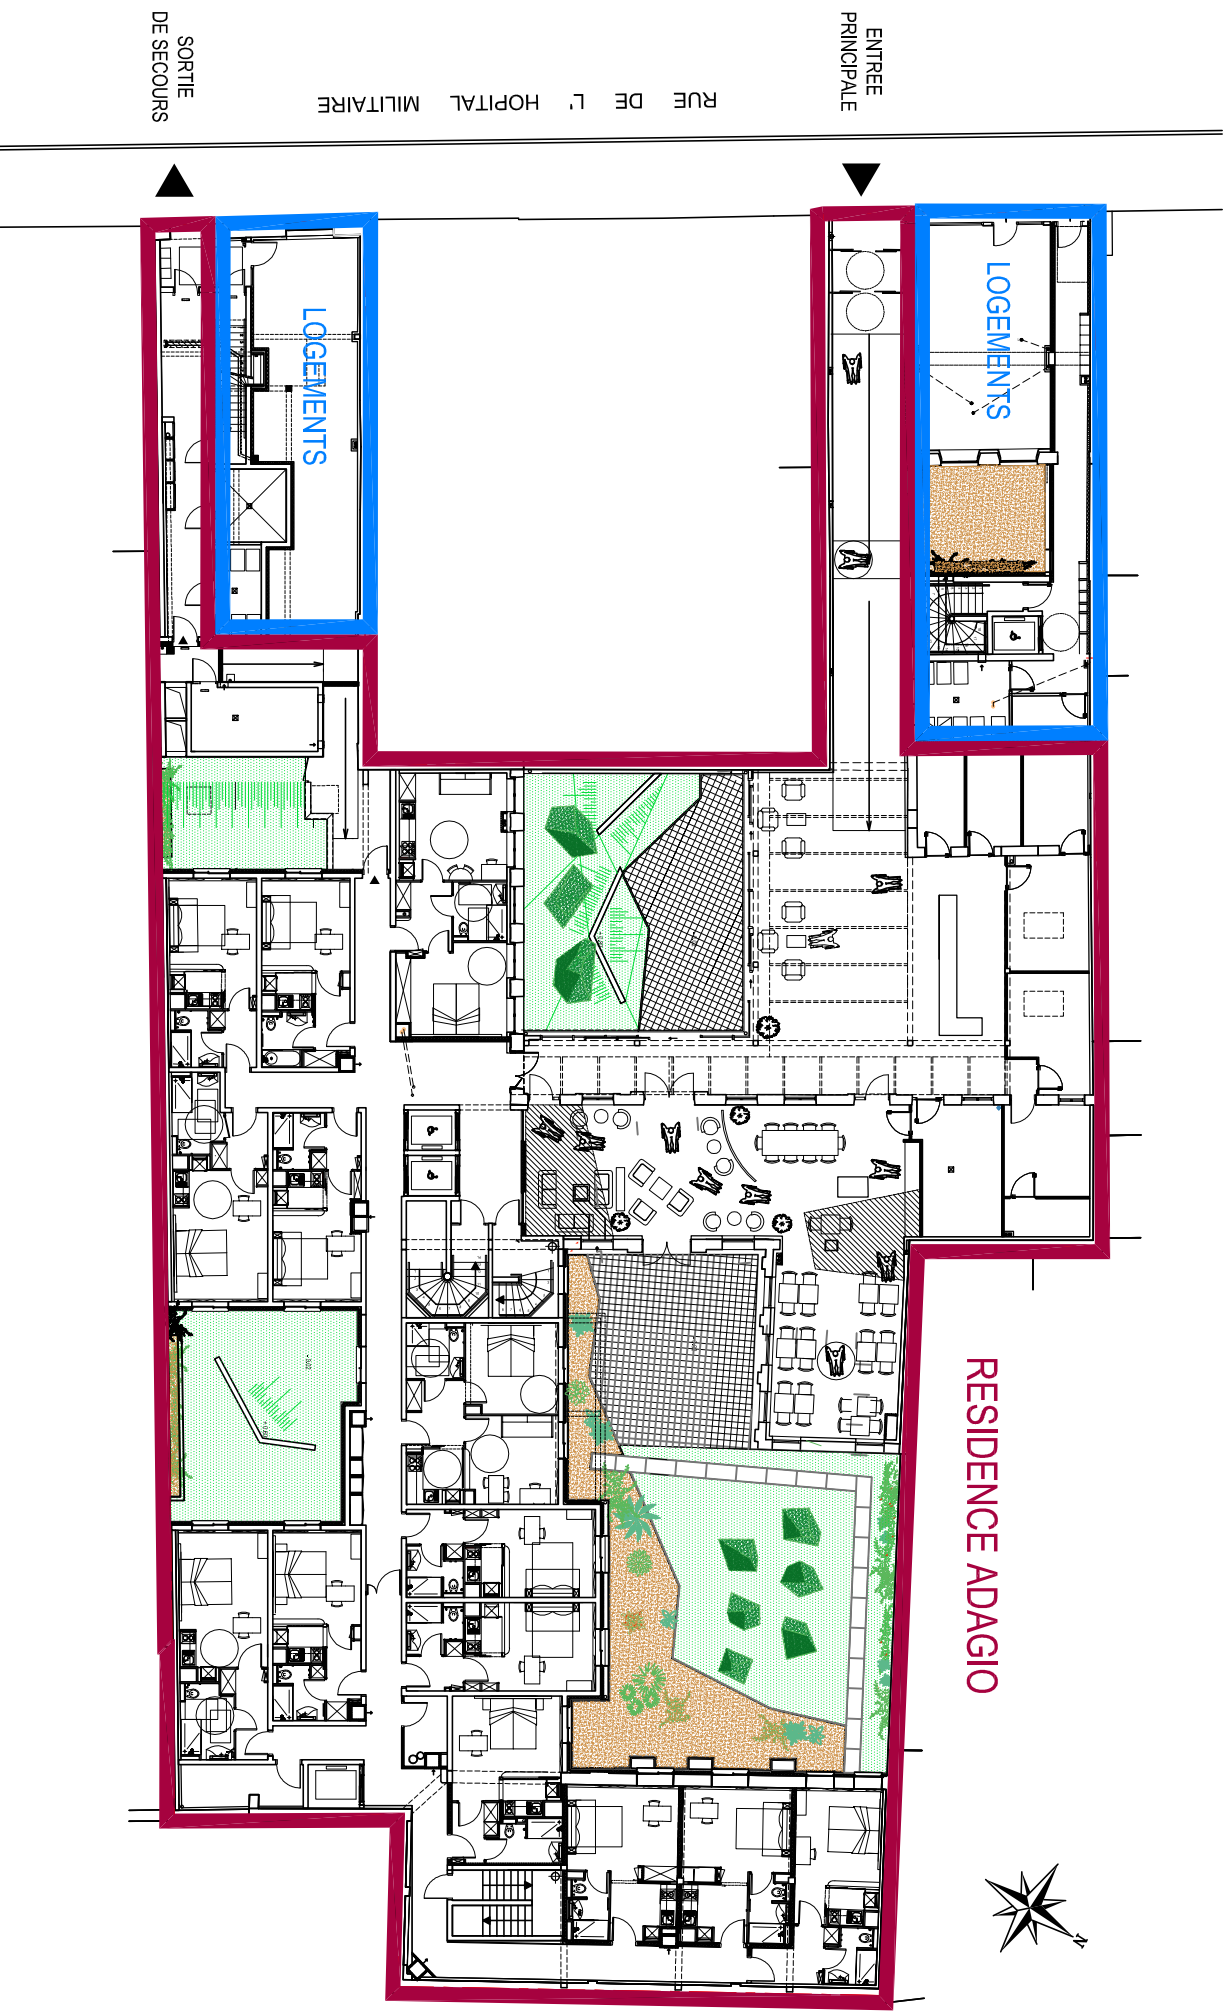 SORTIE
DE SECOURS
RUE DE L' HOPITAL MILITAIRE
ENTREE
PRINCIPALE
LOGEMENTS
LOGEMENTS
RESIDENCE ADAGIO
N